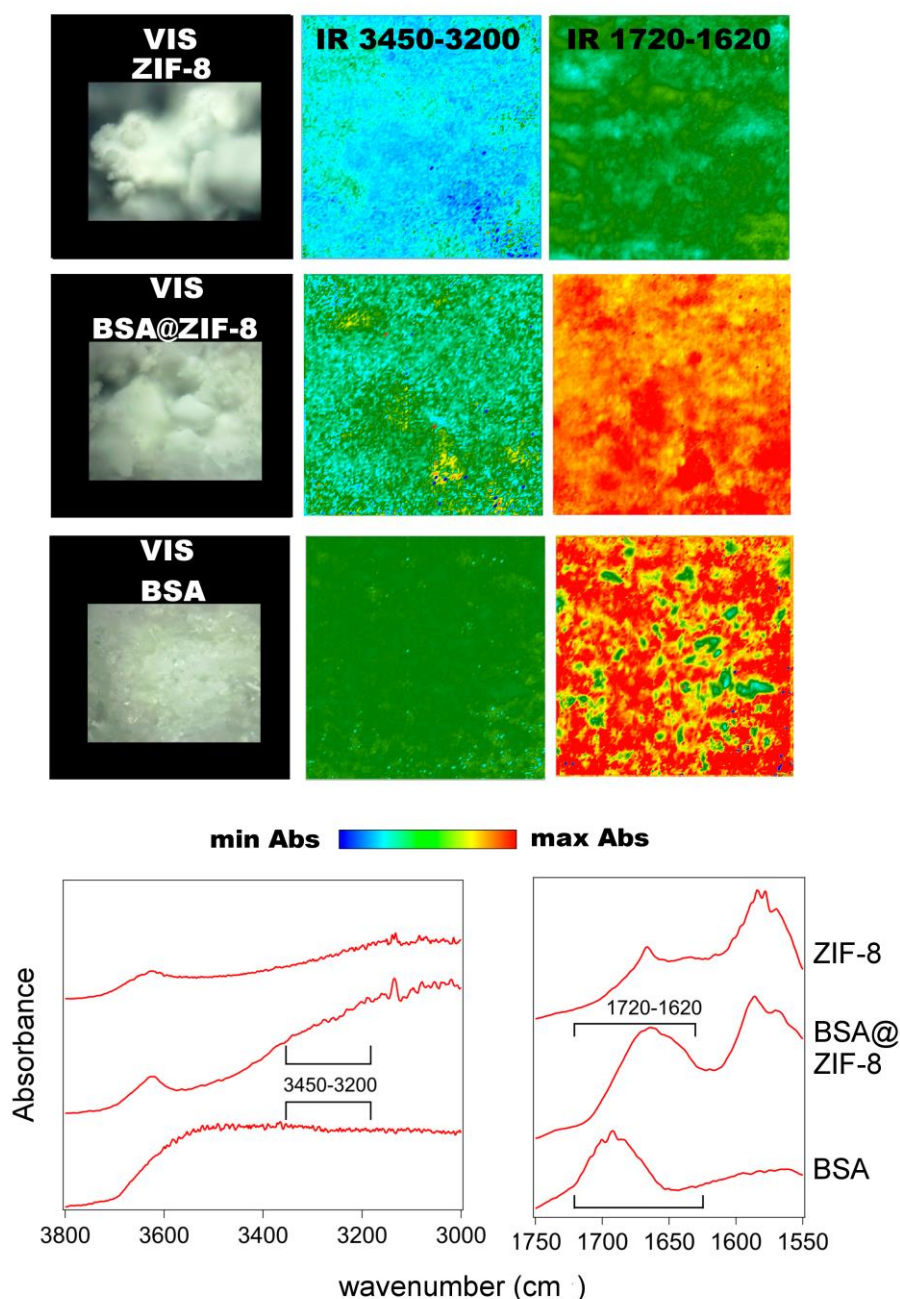 VIS
ZIF-8
IR 3450-3200
IR 1720-1620
VIS
BSA@ZIF-8
VIS
BSA
min Abs
max Abs
Absorbance
3450-3200
3800
3600
3400
3200
3000
1720-1620
ZIF-8
BSA@
ZIF-8
BSA
1750
1700
1650
1600
1550
wavenumber (cm )